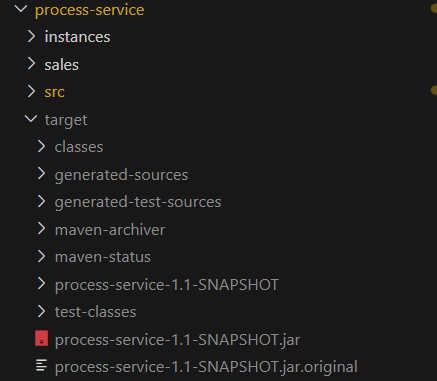 process-service
instances
sales
src
target
classes
generated-sources
generated-test-sources
maven-archiver
maven-status
process-service-1.1-SNAPSHOT
test-classes
process-service-1.1-SNAPSHOT.jar
process-service-1.1-SNAPSHOT.jar.original